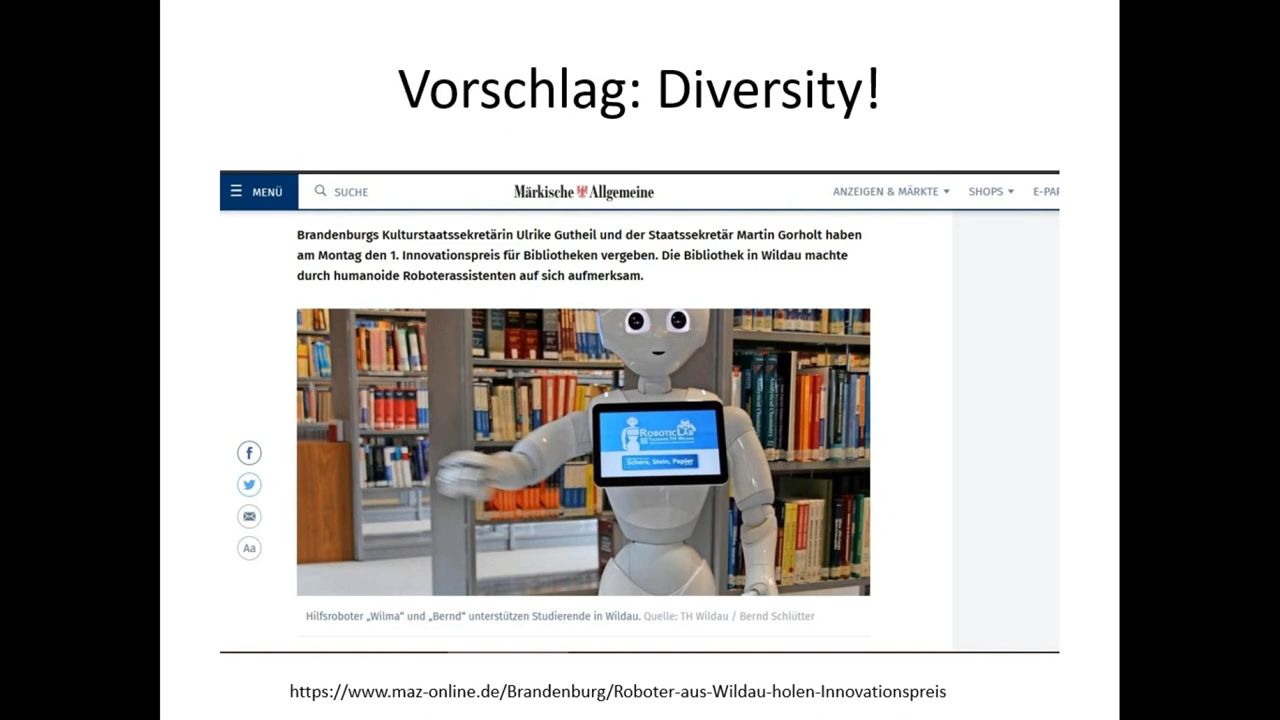 Vorschlag: Diversity!
MENÜ
SUCHE
Märkische Allgemeine
ANZEIGEN & MÄRKTE
SHOPS
E-PAP
Brandenburgs Kulturstaatssekretärin Ulrike Gutheil und der Staatssekretär Martin Gorholt haben
am Montag den 1. Innovationspreis für Bibliotheken vergeben. Die Bibliothek in Wildau machte
durch humanoide Roboterassistenten auf sich aufmerksam.
ROBOTICLAB
Schere, Stein, Papier
f
Aa
Hilfsroboter „Wilma“ und „Bernd“ unterstützen Studierende in Wildau. Quelle: TH Wildau / Bernd Schlütter
https://www.maz-online.de/Brandenburg/Roboter-aus-Wildau-holen-Innovationspreis